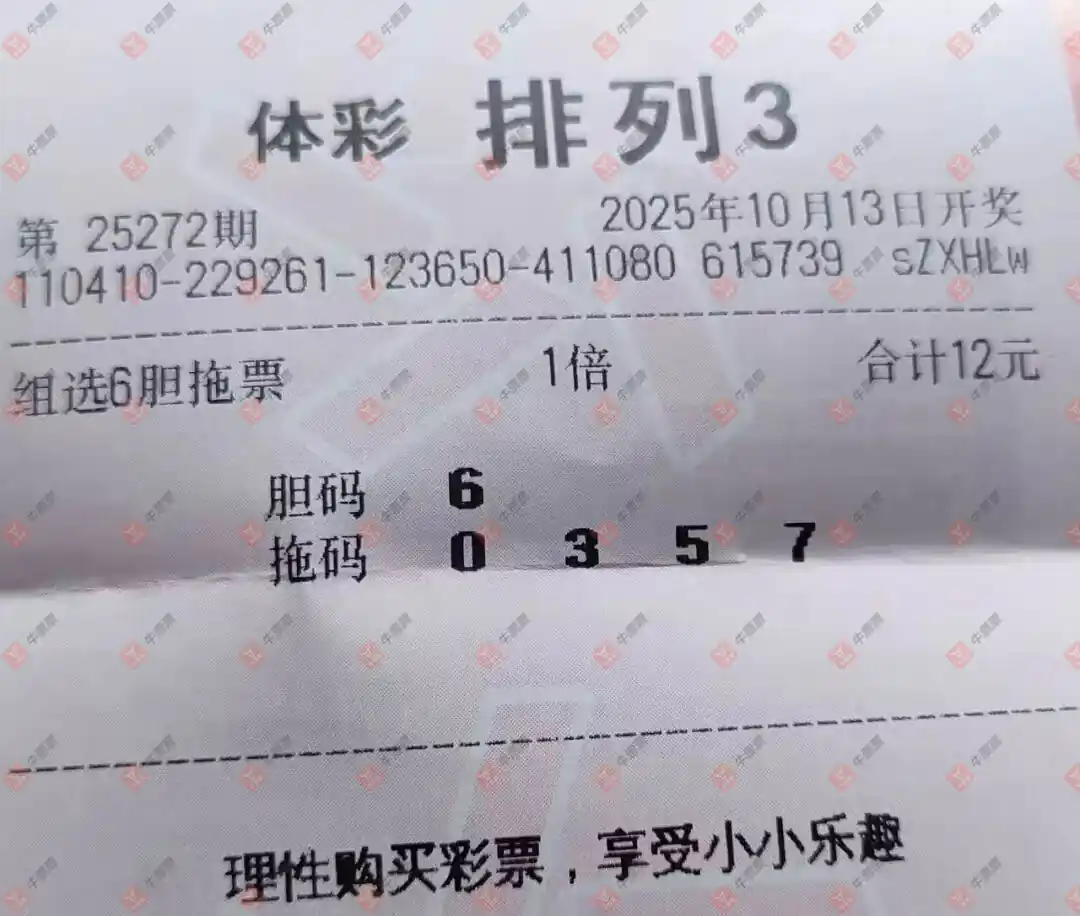 体彩 排列3
第 25272期 2025年10月13日开奖
110410-229261-123650-411080 615739 sZXHLw
组选6胆拖票 1倍 合计12元
胆码 6
拖码 0 3 5 7
理性购买彩票，享受小小乐趣